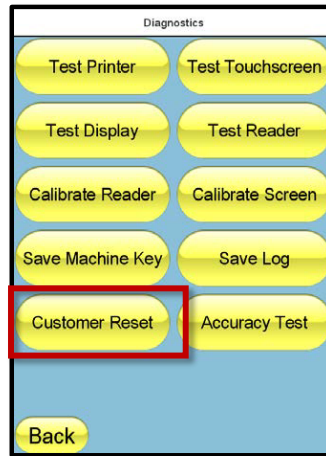 Diagnostics
Test Printer Test Touchscreen
Test Display Test Reader
Calibrate Reader Calibrate Screen
Save Machine Key Save Log
Customer Reset Accuracy Test
Back